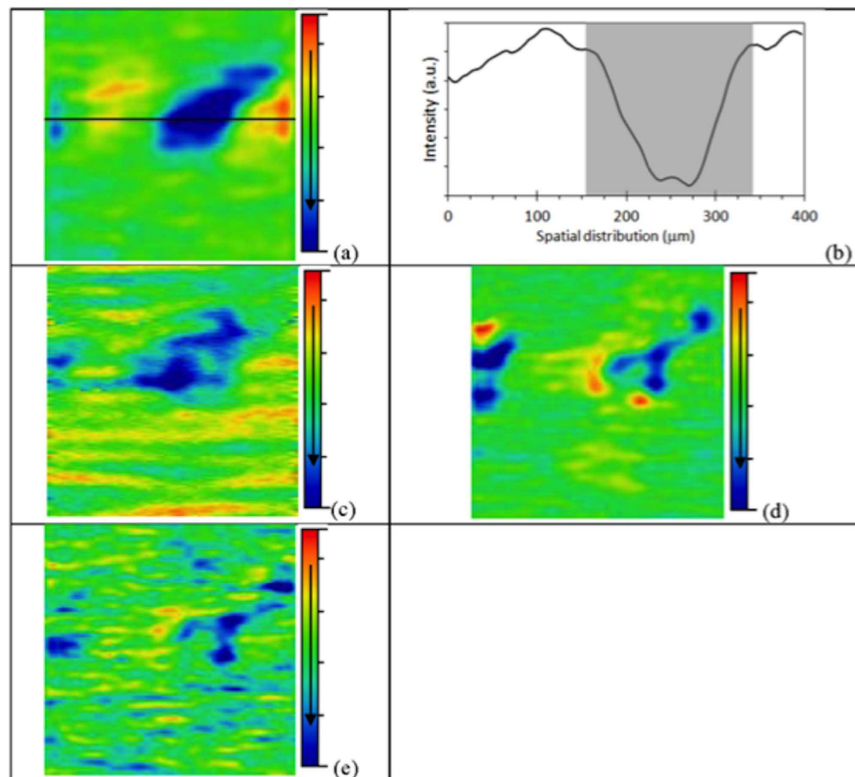 (a)
Intensity (a.u.)
0 100 200 300 400
Spatial distribution (μm)
(b)
(c)
(d)
(e)